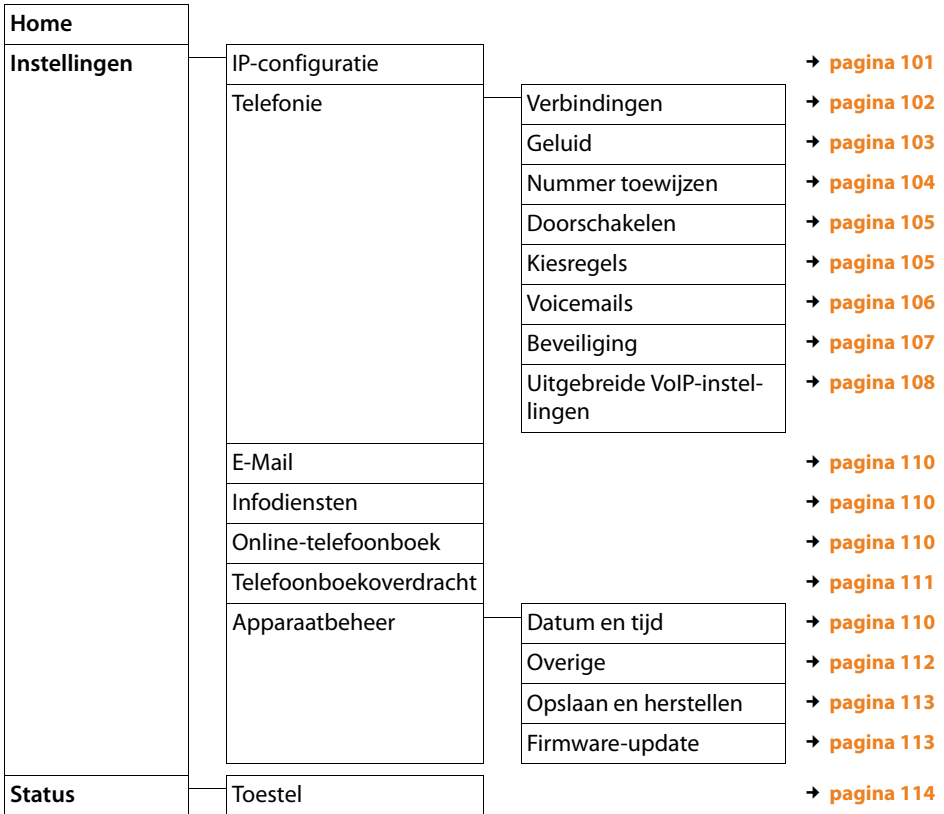 Home
Instellingen IP-configuratie ➔ pagina 101
Telefonie Verbindingen ➔ pagina 102
Geluid ➔ pagina 103
Nummer toewijzen ➔ pagina 104
Doorschakelen ➔ pagina 105
Kiesregels ➔ pagina 105
Voicemails ➔ pagina 106
Beveiliging ➔ pagina 107
Uitgebreide VoIP-instel- ➔ pagina 108
lingen
E-Mail ➔ pagina 110
Infodiensten ➔ pagina 110
Online-telefoonboek ➔ pagina 110
Telefoonboekoverdracht ➔ pagina 111
Apparaatbeheer Datum en tijd ➔ pagina 110
Overige ➔ pagina 112
Opslaan en herstellen ➔ pagina 113
Firmware-update ➔ pagina 113
Status Toestel ➔ pagina 114